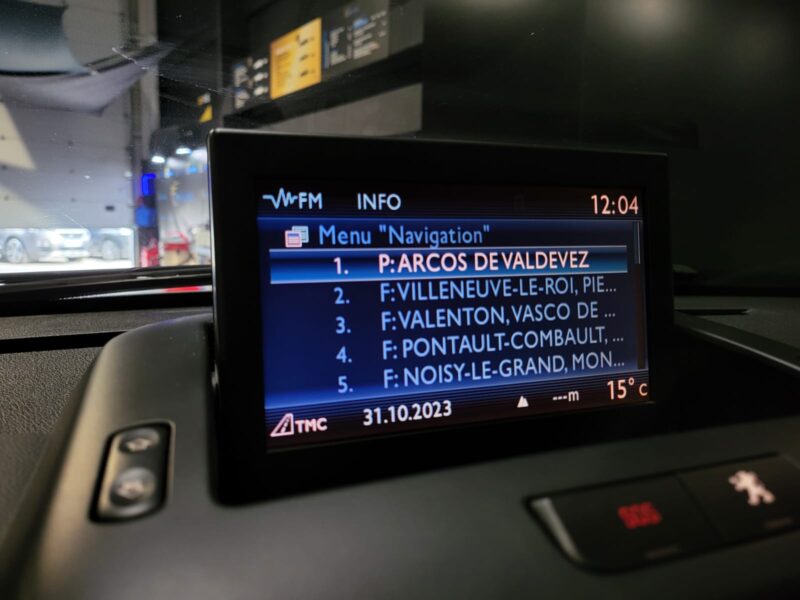 FM INFO 12:04
Menu "Navigation"
1. P: ARCOS DE VALDEVEZ
2. F: VILLENEUVE-LE-ROI, PIE...
3. F: VALENTON, VASCO DE ...
4. F: PONTAULT-COMBAULT, ...
5. F: NOISY-LE-GRAND, MON...
TMC 31.10.2023 ---m 15° C
SOS